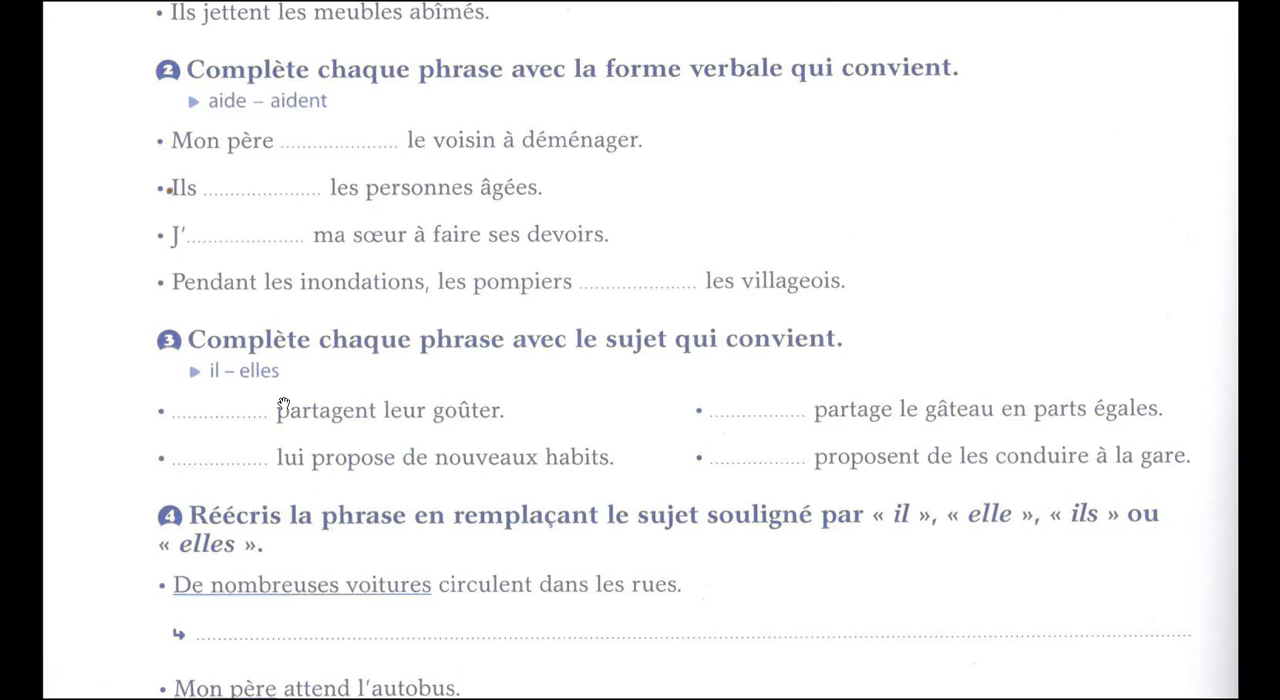 • Ils jettent les meubles abîmés.
2 Complète chaque phrase avec la forme verbale qui convient.
▶ aide – aident
• Mon père ..................... le voisin à déménager.
• Ils ..................... les personnes âgées.
• J'..................... ma sœur à faire ses devoirs.
• Pendant les inondations, les pompiers ..................... les villageois.
3 Complète chaque phrase avec le sujet qui convient.
▶ il – elles
• ................. partagent leur goûter.
• ................. partage le gâteau en parts égales.
• ................. lui propose de nouveaux habits.
• ................. proposent de les conduire à la gare.
4 Réécris la phrase en remplaçant le sujet souligné par « il », « elle », « ils » ou
« elles ».
• De nombreuses voitures circulent dans les rues.
↳ .....................
• Mon père attend l'autobus.